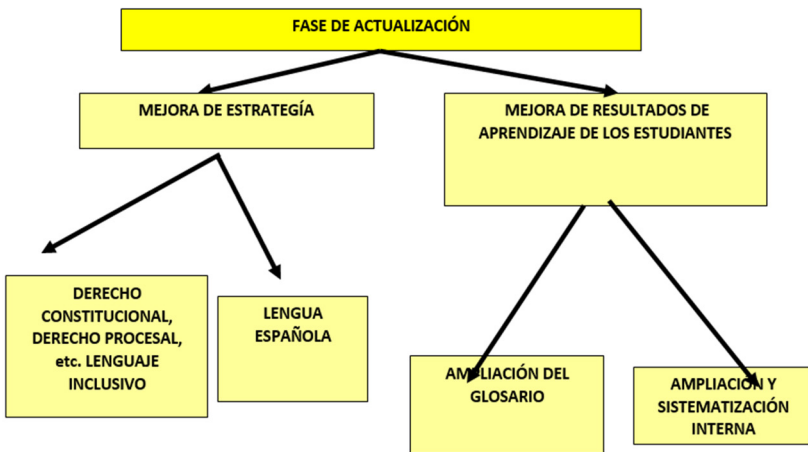 FASE DE ACTUALIZACIÓN
MEJORA DE ESTRATEGÍA
MEJORA DE RESULTADOS DE
APRENDIZAJE DE LOS ESTUDIANTES
DERECHO
CONSTITUCIONAL,
DERECHO PROCESAL,
etc. LENGUAJE
INCLUSIVO
LENGUA
ESPAÑOLA
AMPLIACIÓN DEL
GLOSARIO
AMPLIACIÓN Y
SISTEMATIZACIÓN
INTERNA